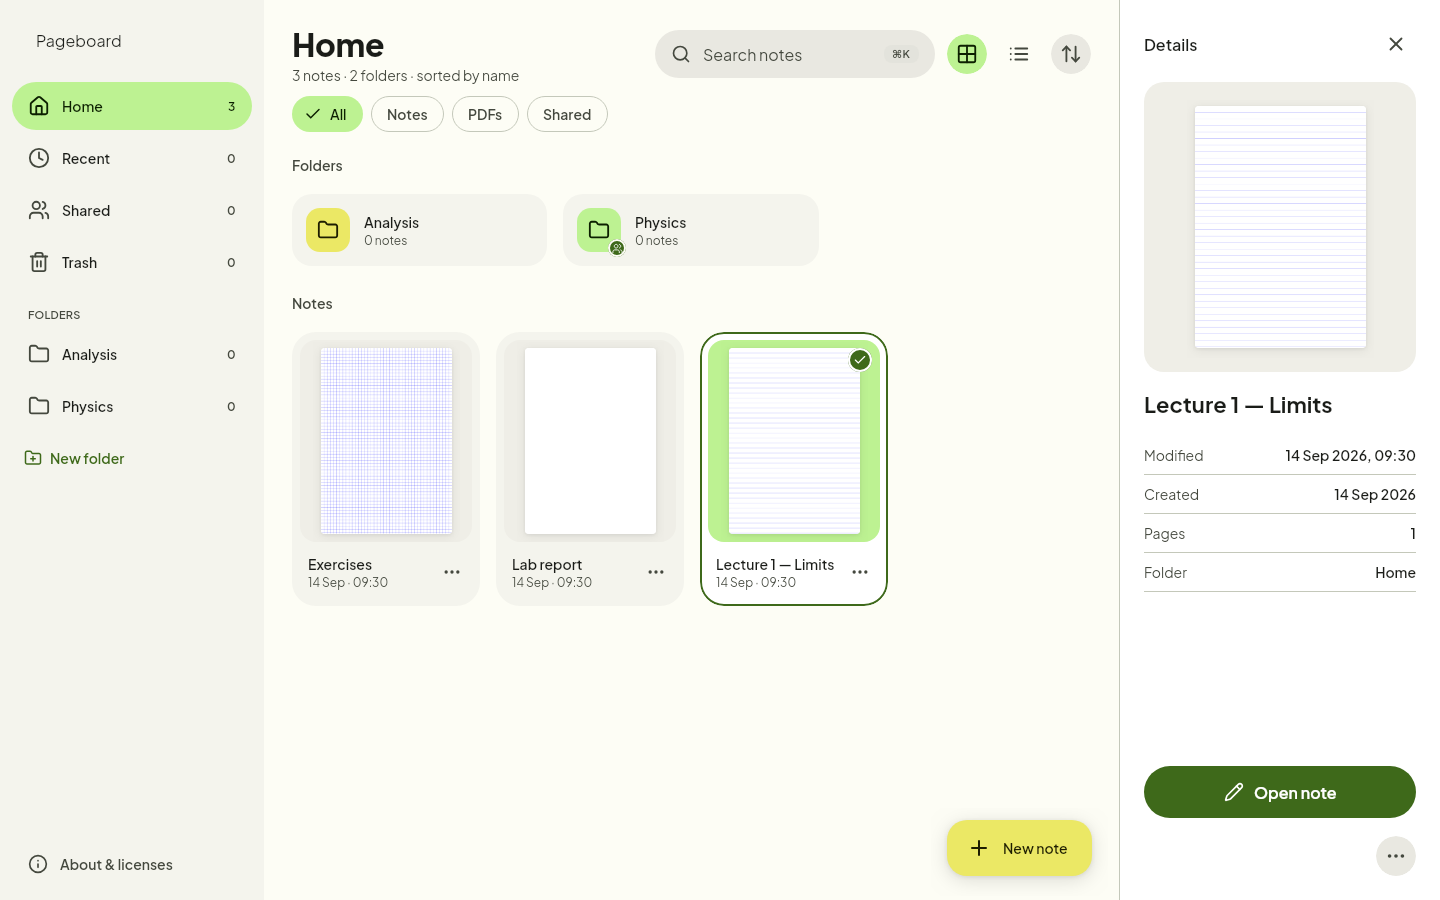 Pageboard
Home 3
Recent 0
Shared 0
Trash 0
FOLDERS
Analysis 0
Physics 0
New folder
About & licenses
Home
3 notes · 2 folders · sorted by name
Search notes ⌘K
All Notes PDFs Shared
Folders
Analysis
0 notes
Physics
0 notes
Notes
Exercises
14 Sep · 09:30
Lab report
14 Sep · 09:30
Lecture 1 — Limits
14 Sep · 09:30
New note
Details
Lecture 1 — Limits
Modified 14 Sep 2026, 09:30
Created 14 Sep 2026
Pages 1
Folder Home
Open note